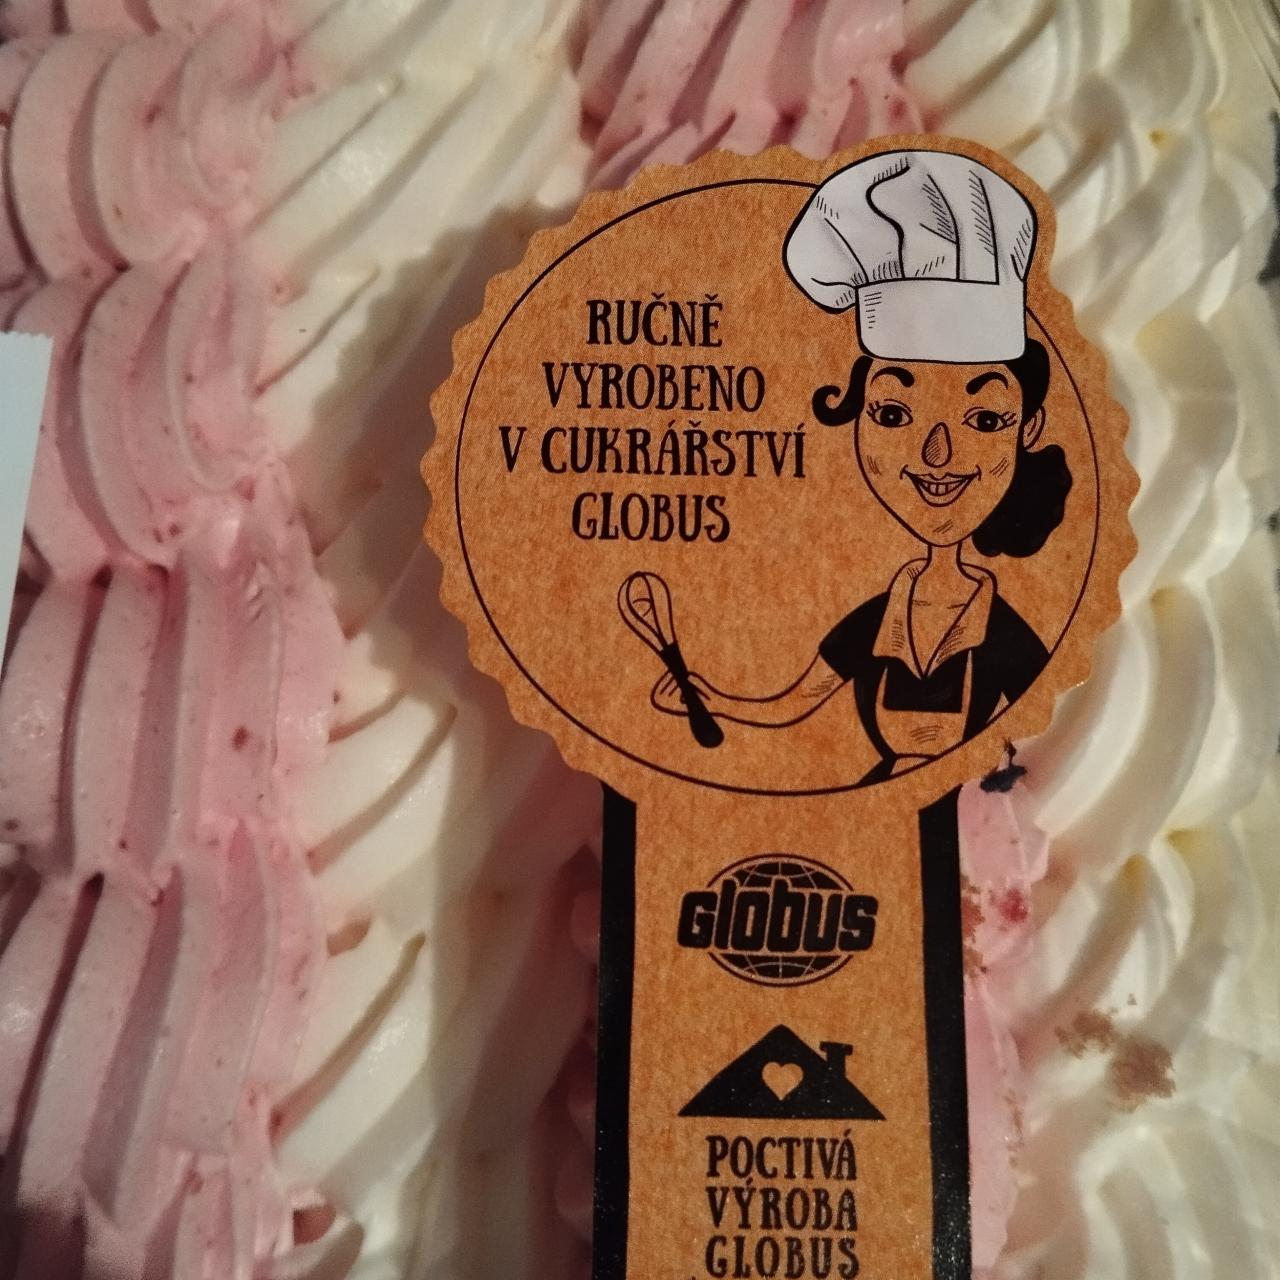 RUČNĚ
VYROBENO
V CUKRÁŘSTVÍ
GLOBUS
GLOBUS
POCTIVÁ
VÝROBA
GLOBUS